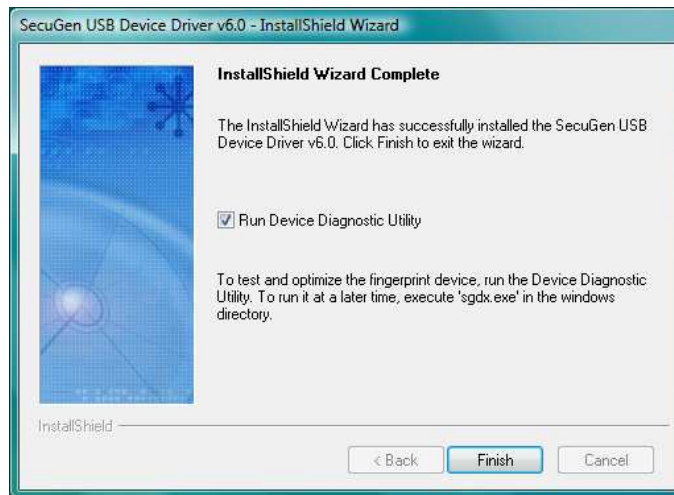 SecuGen USB Device Driver v6.0 - InstallShield Wizard
InstallShield Wizard Complete
The InstallShield Wizard has successfully installed the SecuGen USB
Device Driver v6.0. Click Finish to exit the wizard.
Run Device Diagnostic Utility
To test and optimize the fingerprint device, run the Device Diagnostic
Utility. To run it at a later time, execute 'sgdx.exe' in the windows
directory.
InstallShield
< Back
Finish
Cancel